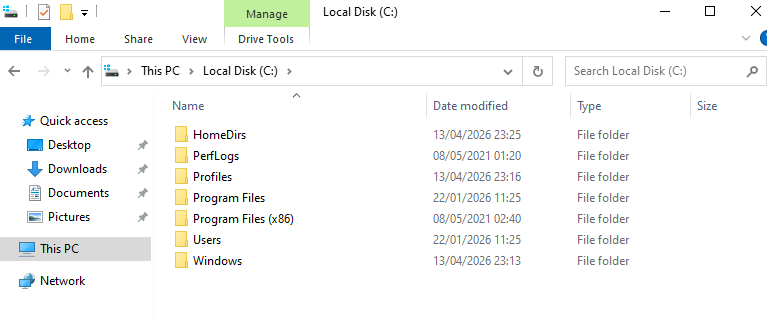 Manage
Local Disk (C:)
File
Home
Share
View
Drive Tools
This PC
Local Disk (C:)
Search Local Disk (C:)
Name
Date modified
Type
Size
Quick access
Desktop
Downloads
Documents
Pictures
This PC
Network
HomeDirs 13/04/2026 23:25 File folder
PerfLogs 08/05/2021 01:20 File folder
Profiles 13/04/2026 23:16 File folder
Program Files 22/01/2026 11:25 File folder
Program Files (x86) 08/05/2021 02:40 File folder
Users 22/01/2026 11:25 File folder
Windows 13/04/2026 23:13 File folder